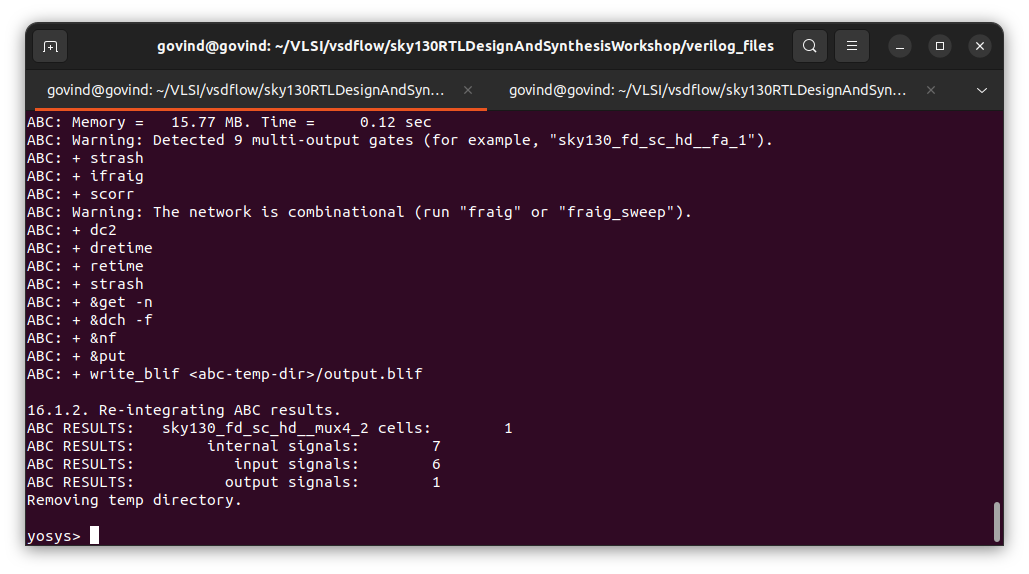 govind@govind: ~/VLSI/vsdflow/sky130RTLDesignAndSynthesisWorkshop/verilog_files
govind@govind: ~/VLSI/vsdflow/sky130RTLDesignAndSyn... govind@govind: ~/VLSI/vsdflow/sky130RTLDesignAndSyn...
ABC: Memory =   15.77 MB. Time =     0.12 sec
ABC: Warning: Detected 9 multi-output gates (for example, "sky130_fd_sc_hd__fa_1").
ABC: + strash
ABC: + ifraig
ABC: + scorr
ABC: Warning: The network is combinational (run "fraig" or "fraig_sweep").
ABC: + dc2
ABC: + dretime
ABC: + retime
ABC: + strash
ABC: + &get -n
ABC: + &dch -f
ABC: + &nf
ABC: + &put
ABC: + write_blif <abc-temp-dir>/output.blif
16.1.2. Re-integrating ABC results.
ABC RESULTS:   sky130_fd_sc_hd__mux4_2 cells:        1
ABC RESULTS:        internal signals:        7
ABC RESULTS:           input signals:        6
ABC RESULTS:          output signals:        1
Removing temp directory.
yosys>